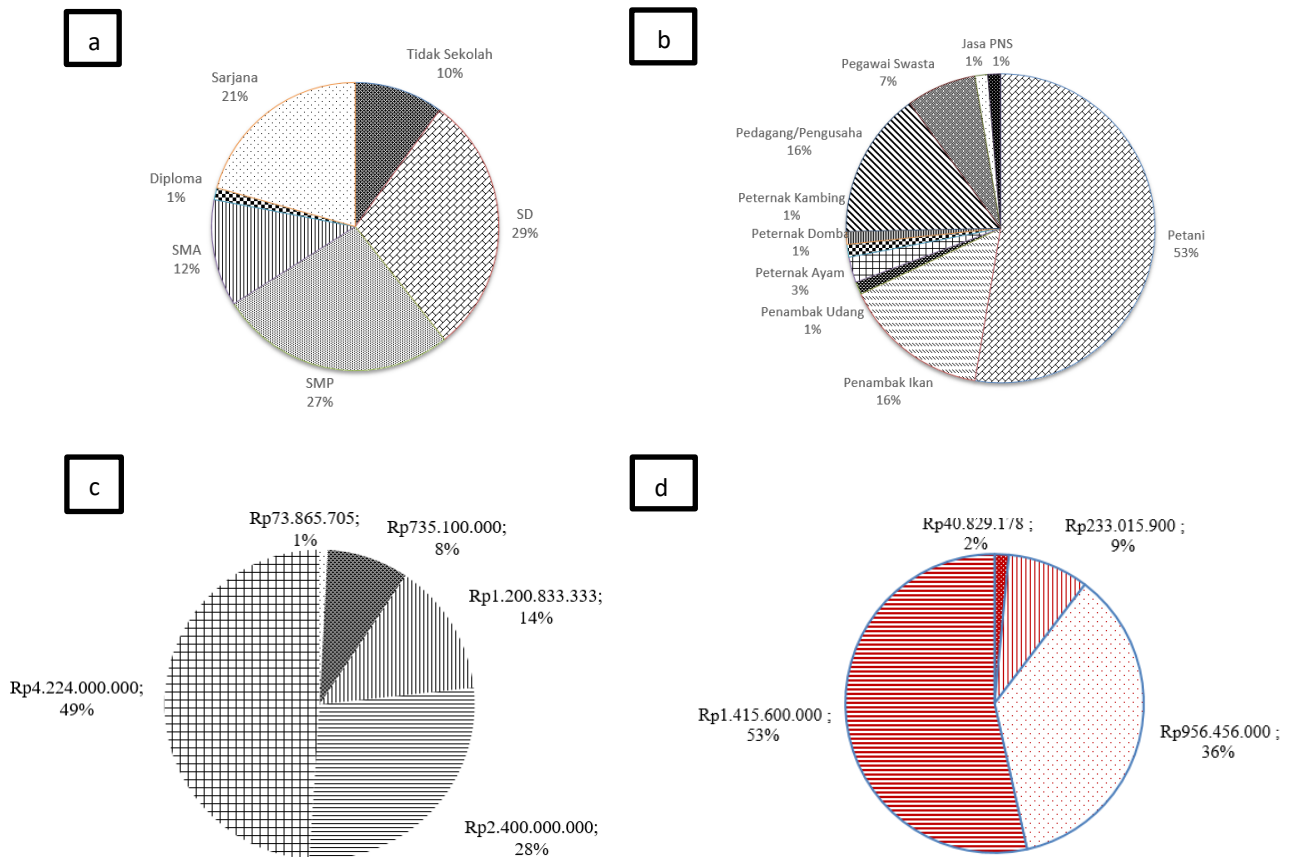 a
Tidak Sekolah
10%
Sarjana
21%
Diploma
1%
SD
29%
SMA
12%
SMP
27%
b
Jasa PNS
1% 1%
Pegawai Swasta
7%
Pedagang/Pengusaha
16%
Peternak Kambing
1%
Peternak Domba
1%
Peternak Ayam
3%
Penambak Udang
1%
Penambak Ikan
16%
Petani
53%
c
Rp73.865.705;
1%
Rp735.100.000;
8%
Rp1.200.833.333;
14%
Rp4.224.000.000;
49%
Rp2.400.000.000;
28%
d
Rp40.829.178 ;
2%
Rp233.015.900 ;
9%
Rp1.415.600.000 ;
53%
Rp956.456.000 ;
36%